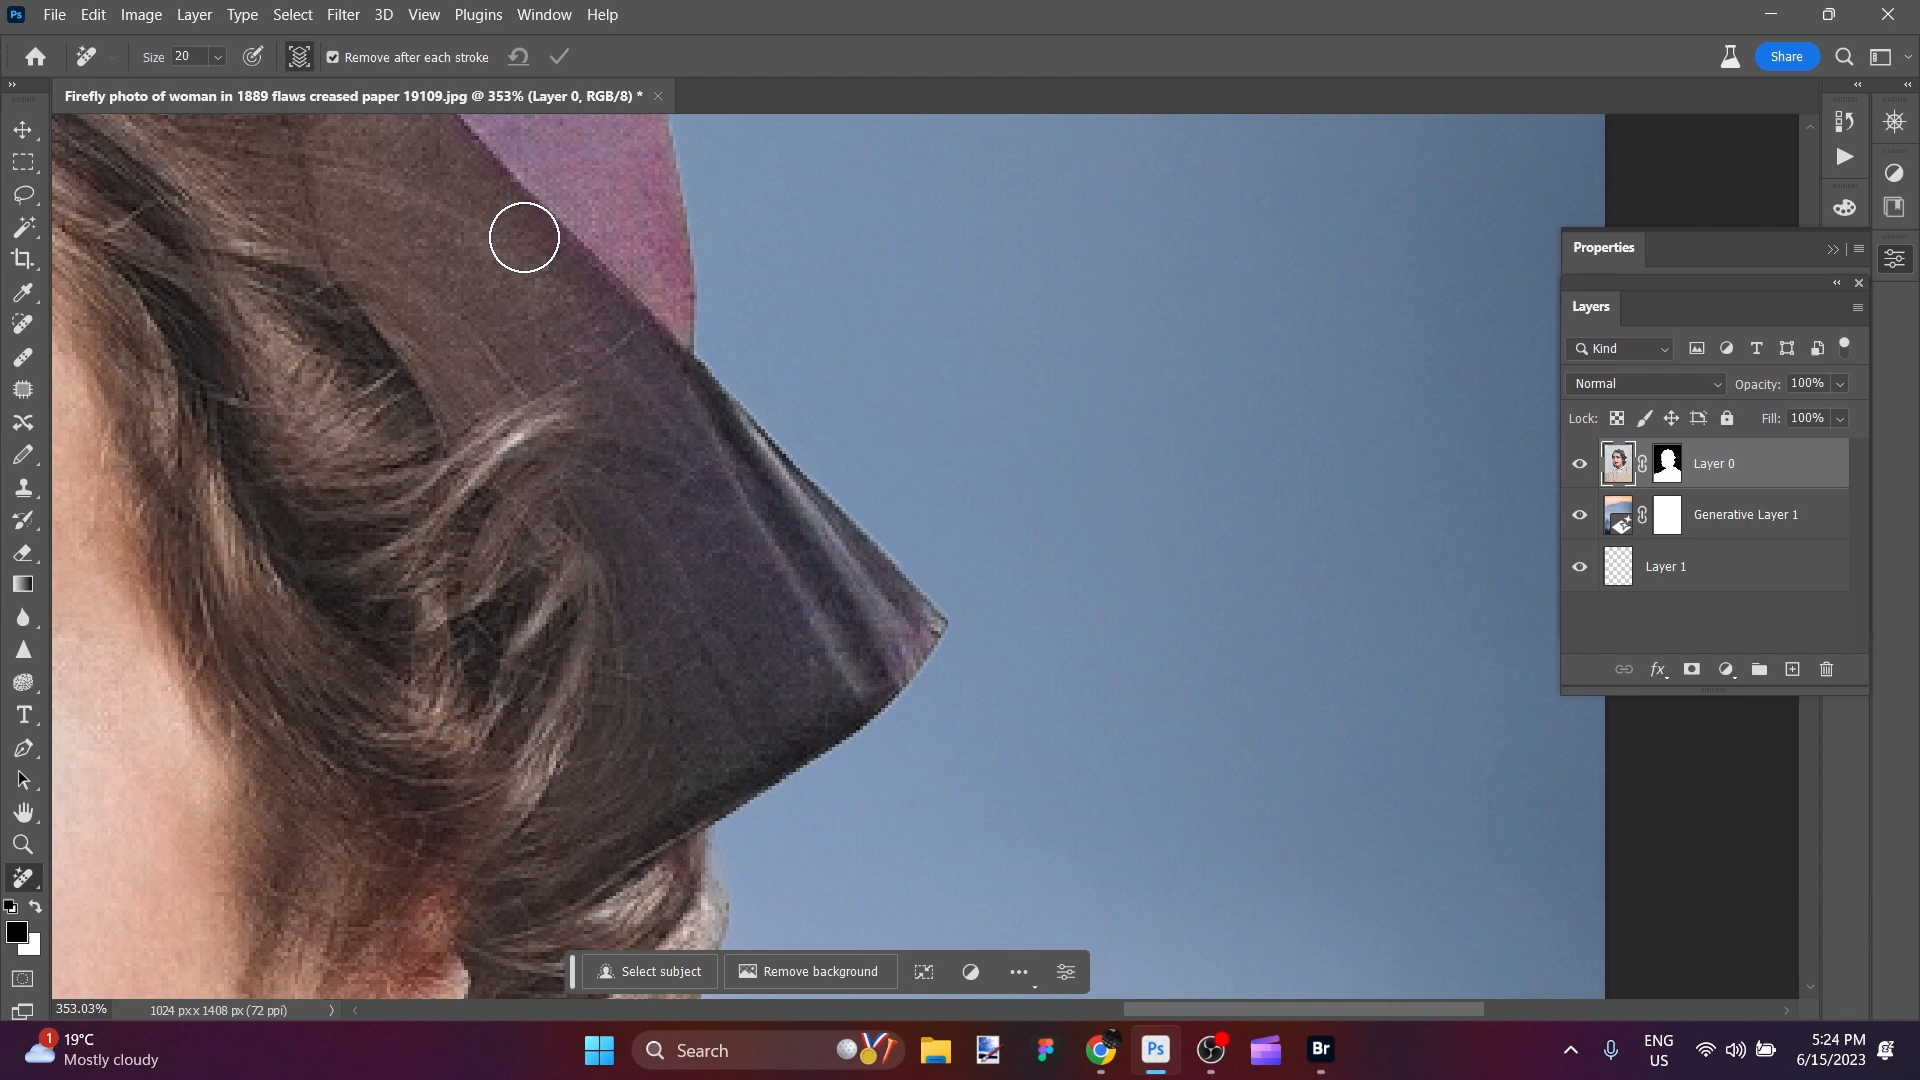 Ps File Edit Image Layer Type Select Filter 3D View Plugins Window Help
Size 20 Remove after each stroke Share
Firefly photo of woman in 1889 flaws creased paper 19109.jpg @ 353% (Layer 0, RGB/8) *
Properties
Layers
Kind
Normal Opacity: 100%
Lock: Fill: 100%
Layer 0
Generative Layer 1
Layer 1
fx
Select subject Remove background
353.03% 1024 px x 1408 px (72 ppi)
1 19°C
Mostly cloudy
Search
Ps
Br
ENG
US
5:24 PM
6/15/2023